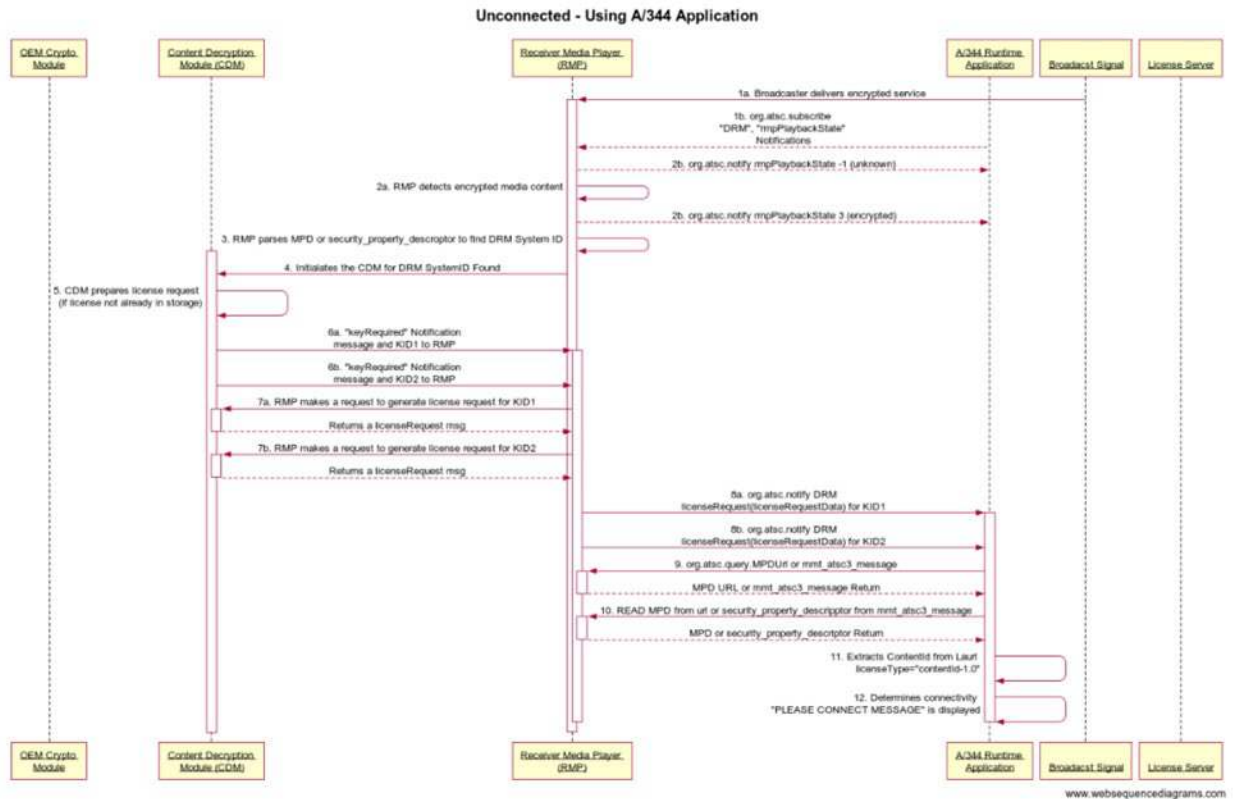 Unconnected - Using A/344 Application
OEM Crypto
Module
Content Decryption
Module (CDM)
Receiver Media Player
(RMP)
A/344 Runtime
Application
Broadacst Signal
License Server
1a. Broadcaster delivers encrypted service
1b. org.atsc.subscribe
"DRM", "rmpPlaybackState"
Notifications
2b. org.atsc.notify rmpPlaybackState -1 (unknown)
2a. RMP detects encrypted media content
2b. org.atsc.notify rmpPlaybackState 3 (encrypted)
3. RMP parses MPD or security_property_descroptor to find DRM System ID
4. Initialates the CDM for DRM SystemID Found
5. CDM prepares license request
(if license not already in storage)
6a. "keyRequired" Notification
message and KID1 to RMP
6b. "keyRequired" Notification
message and KID2 to RMP
7a. RMP makes a request to generate license request for KID1
Returns a licenseRequest msg
7b. RMP makes a request to generate license request for KID2
Returns a licenseRequest msg
8a. org.atsc.notify DRM
licenseRequest(licenseRequestData) for KID1
8b. org.atsc.notify DRM
licenseRequest(licenseRequestData) for KID2
9. org.atsc.query.MPDUrl or mmt_atsc3_message
MPD URL or mmt_atsc3_message Return
10. READ MPD from url or security_property_descripptor from mmt_atsc3_message
MPD or security_property_descriptor Return
11. Extracts ContentId from Laurl
licenseType="contentId-1.0"
12. Determines connectivity
"PLEASE CONNECT MESSAGE" is displayed
OEM Crypto
Module
Content Decryption
Module (CDM)
Receiver Media Player
(RMP)
A/344 Runtime
Application
Broadacst Signal
License Server
www.websequencediagrams.com